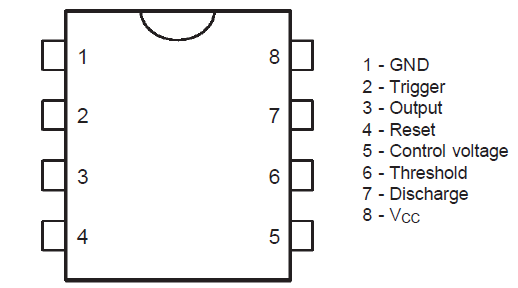 1 8
2 7
3 6
4 5
1 - GND
2 - Trigger
3 - Output
4 - Reset
5 - Control voltage
6 - Threshold
7 - Discharge
8 - VCC